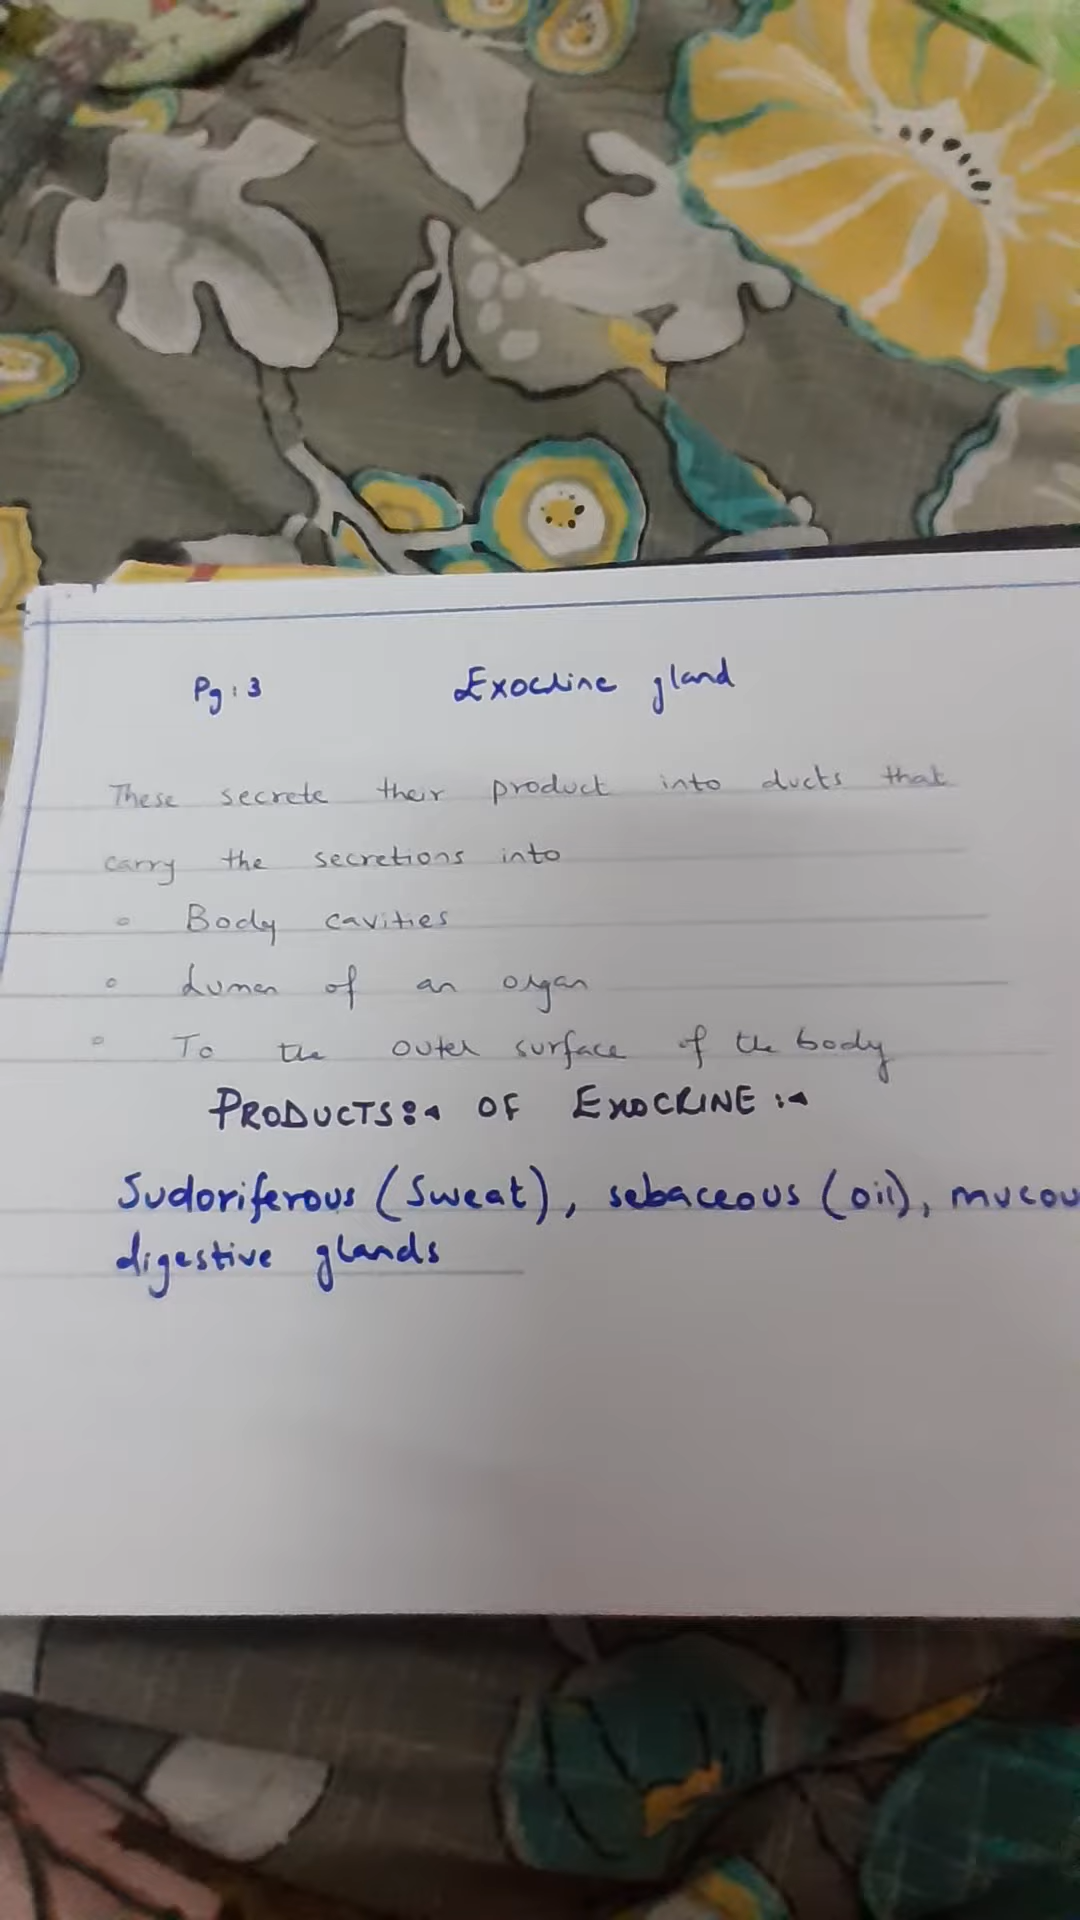 Pg: 3 Exocrine gland
These secrete their product into ducts that
carry the secretions into
◦ Body cavities
◦ Lumen of an organ
◦ To the outer surface of the body
PRODUCTS: OF EXOCRINE :-
Sudoriferous (Sweat), sebaceous (oil), mucou
digestive glands